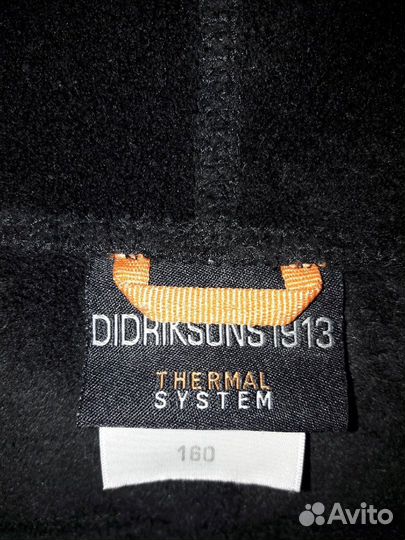 DIDRIKSONS1913
THERMAL
SYSTEM
160
Avito